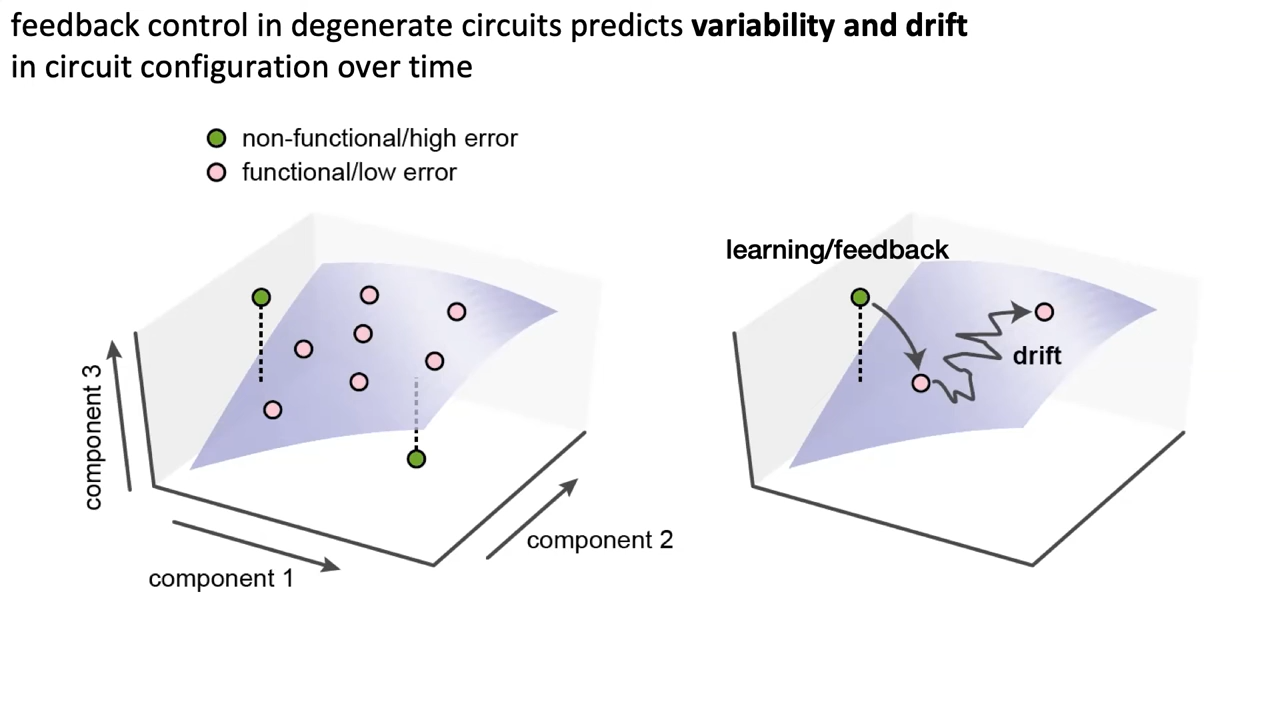 feedback control in degenerate circuits predicts variability and drift
in circuit configuration over time
non-functional/high error
functional/low error
component 3
component 1
component 2
learning/feedback
drift